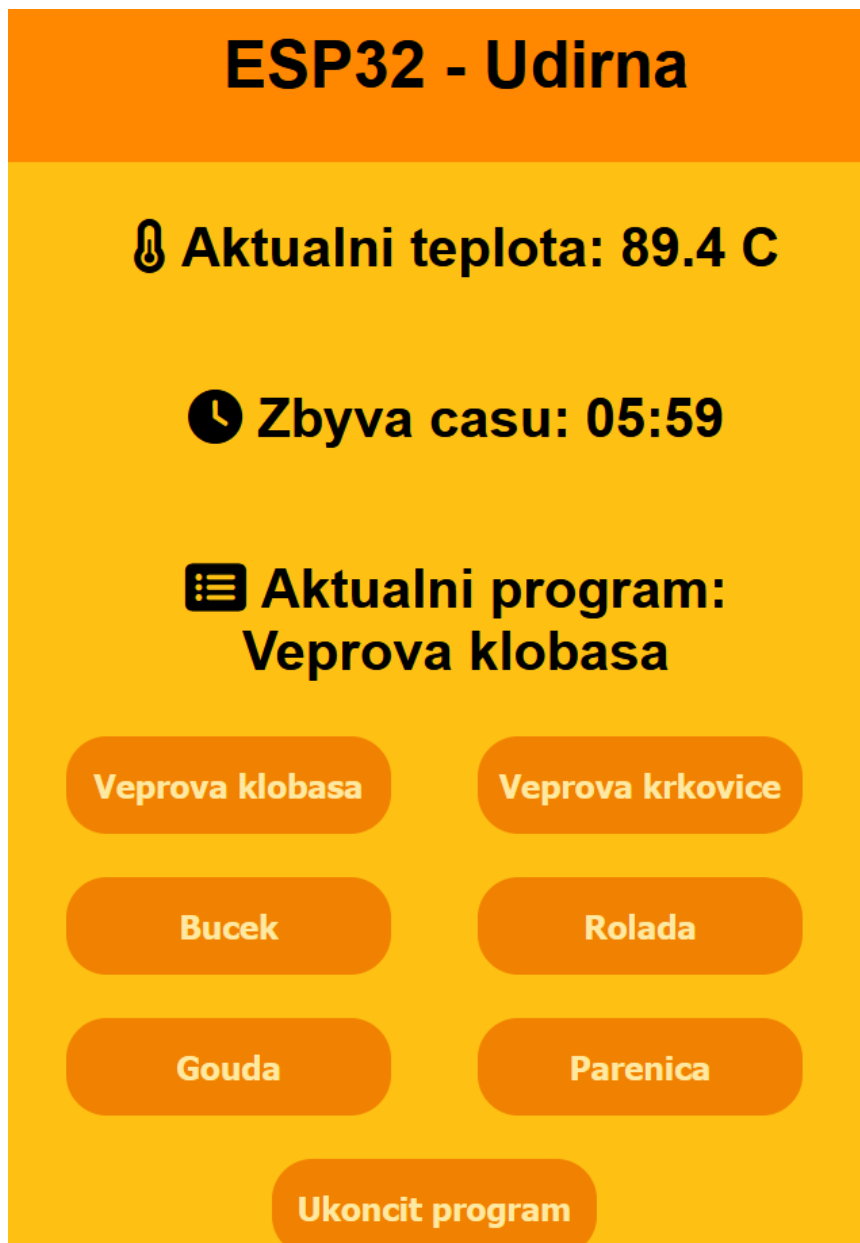 ESP32 - Udirna
Aktualni teplota: 89.4 C
Zbyva casu: 05:59
Aktualni program:
Veprova klobasa
Veprova klobasa
Veprova krkovice
Bucek
Rolada
Gouda
Parenica
Ukoncit program